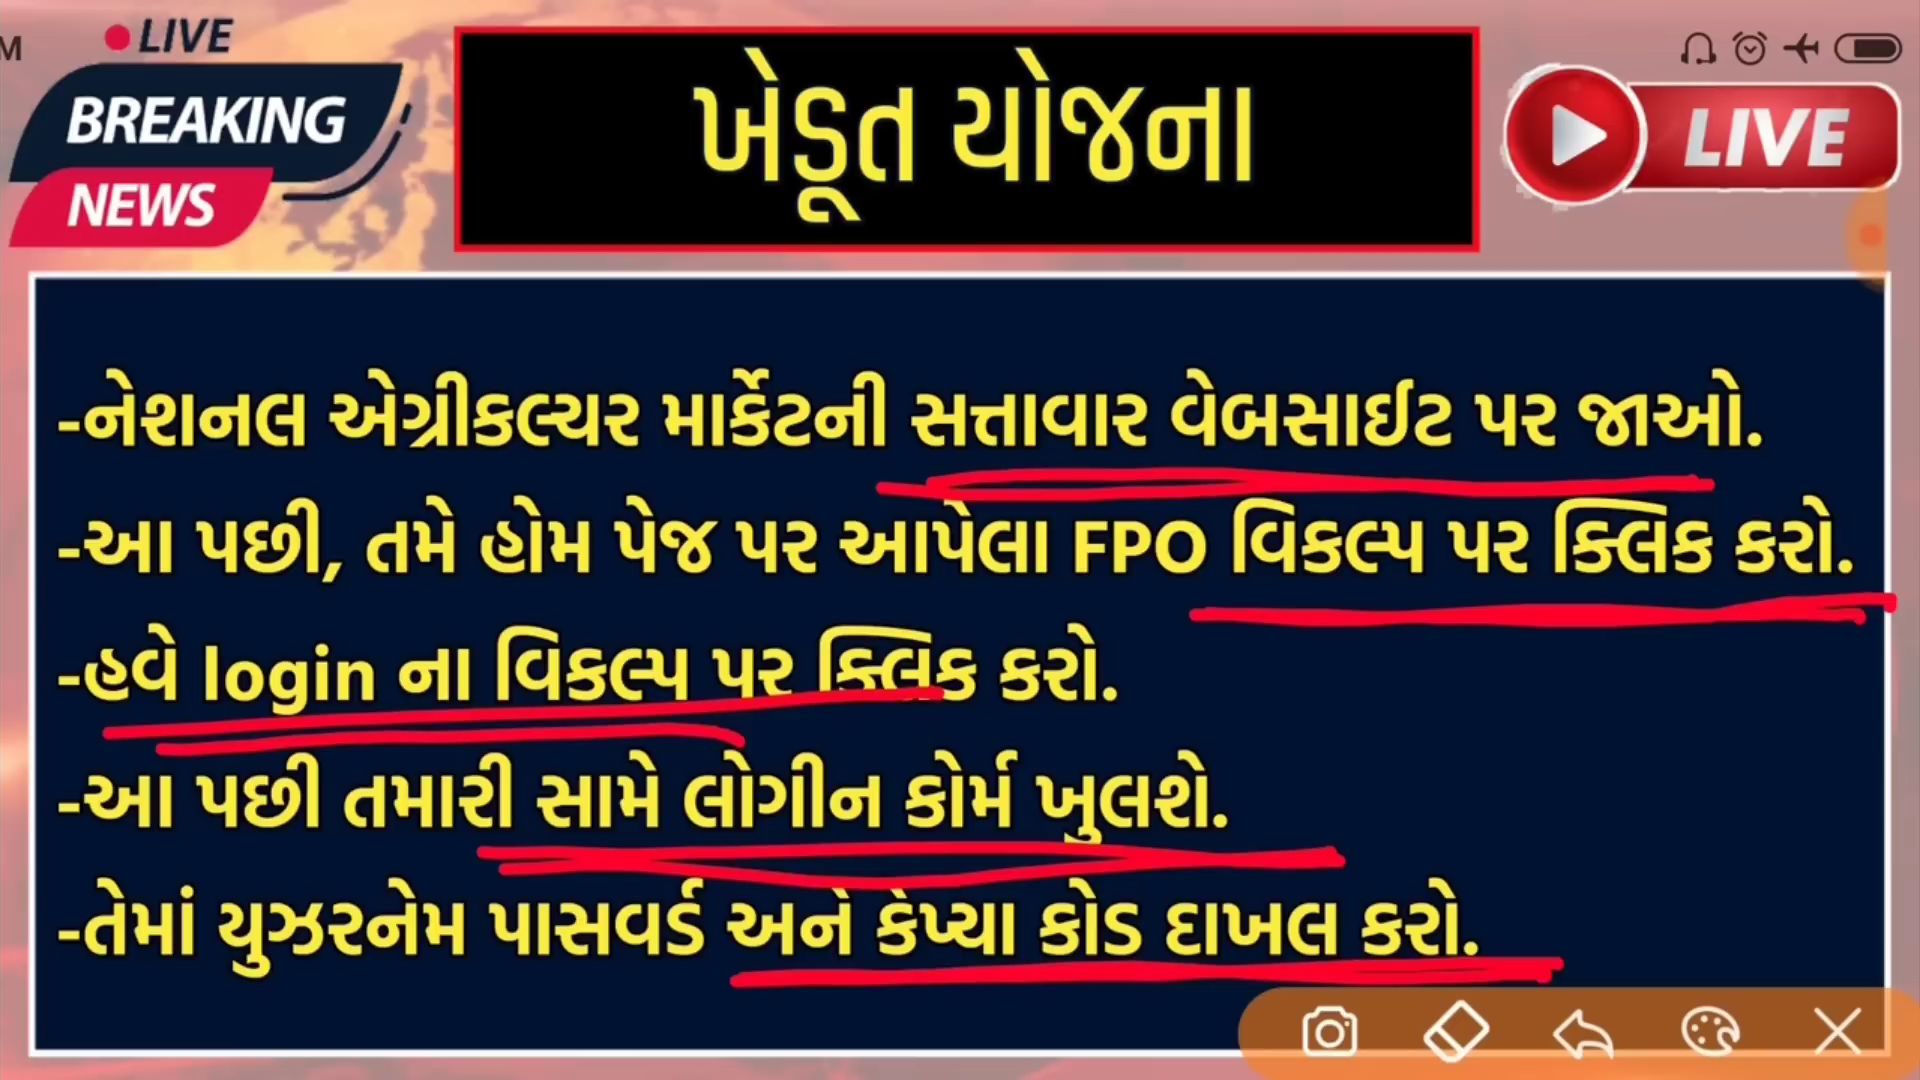 M
LIVE
BREAKING
NEWS
ખેડૂત યોજના
LIVE
-નેશનલ એગ્રીકલ્ચર માર્કેટની સત્તાવાર વેબસાઈટ પર જાઓ.
-આ પછી, તમે હોમ પેજ પર આપેલા FPO વિકલ્પ પર ક્લિક કરો.
-હવે login ના વિકલ્પ પર ક્લિક કરો.
-આ પછી તમારી સામે લોગીન કોર્મ ખુલશે.
-તેમાં યુઝરનેમ પાસવર્ડ અને કેપ્ચા કોડ દાખલ કરો.